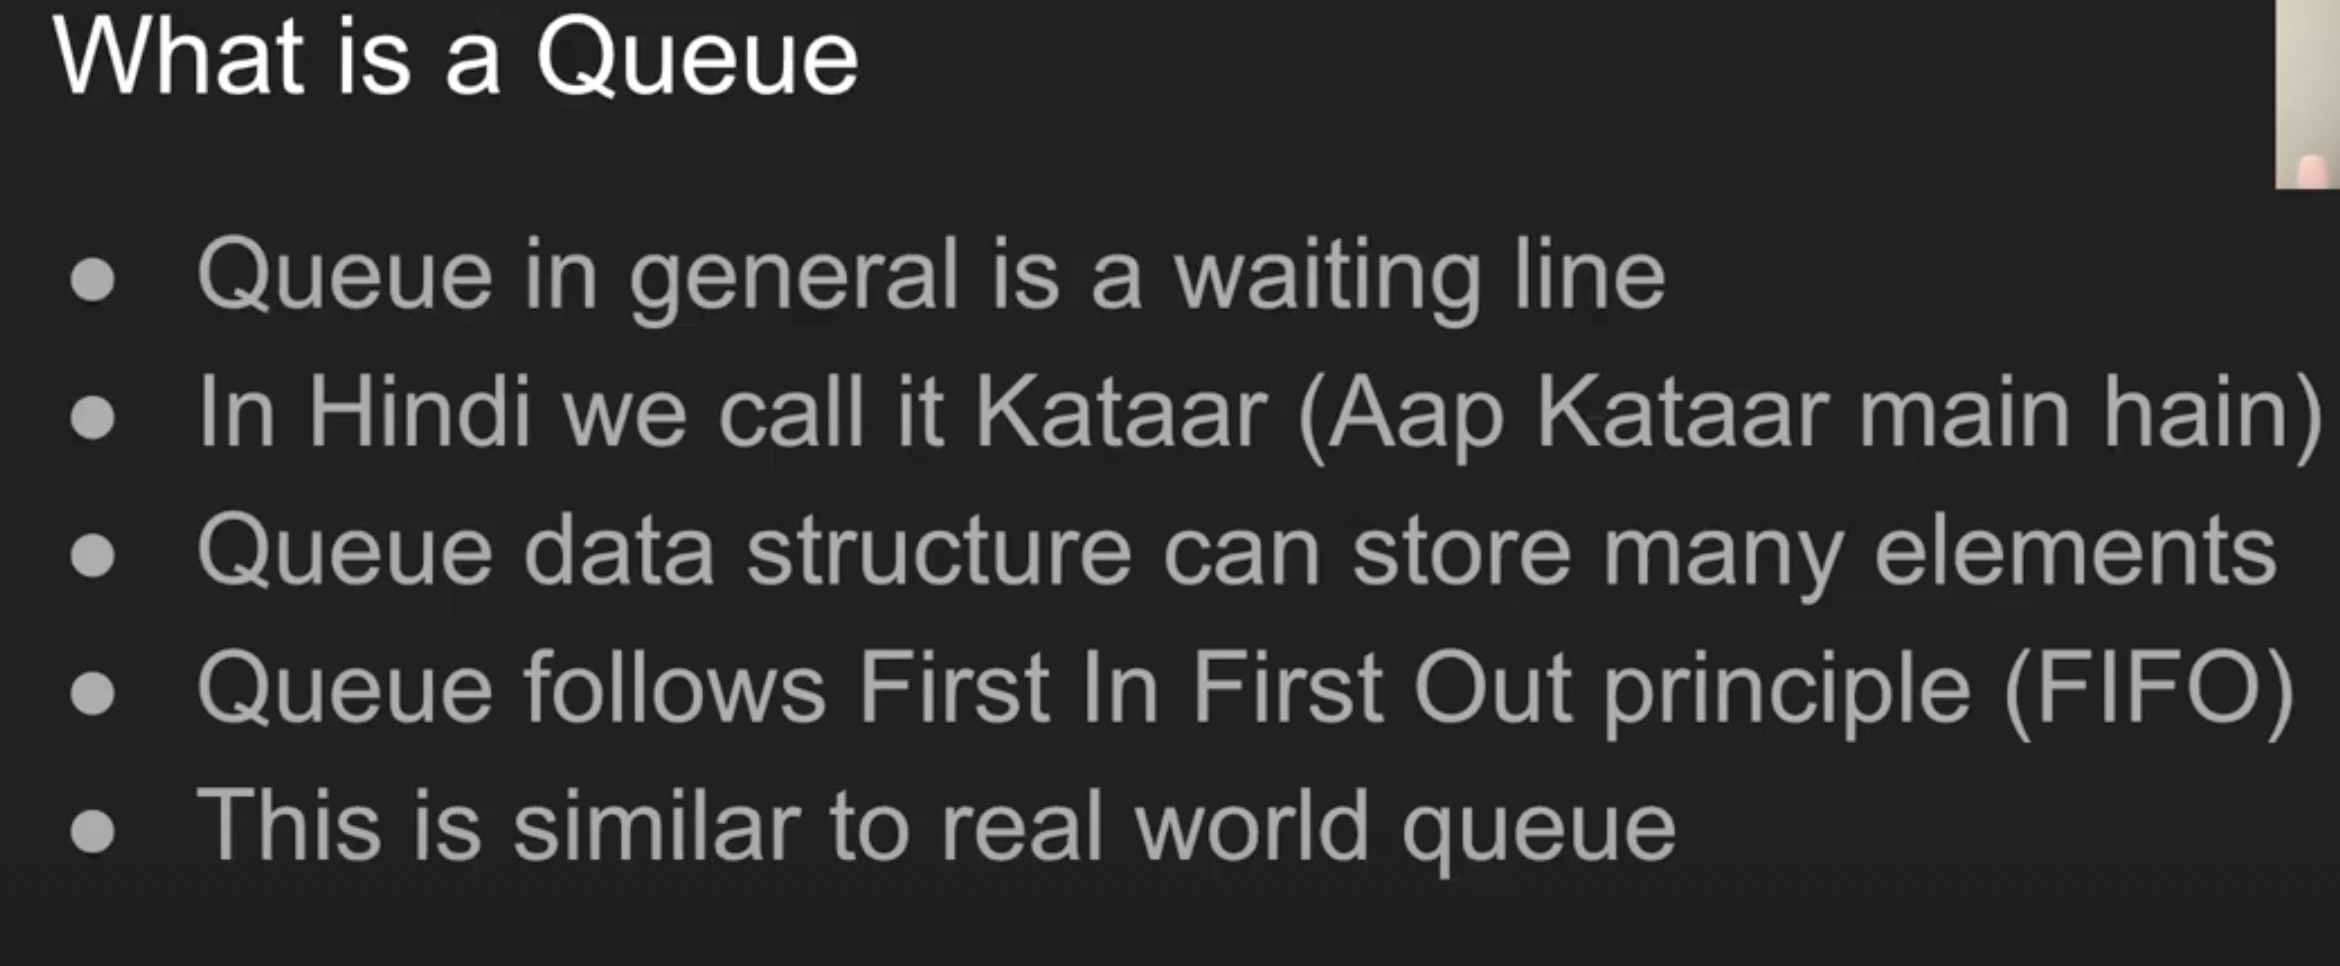 What is a Queue
● Queue in general is a waiting line
● In Hindi we call it Kataar (Aap Kataar main hain)
● Queue data structure can store many elements
● Queue follows First In First Out principle (FIFO)
● This is similar to real world queue